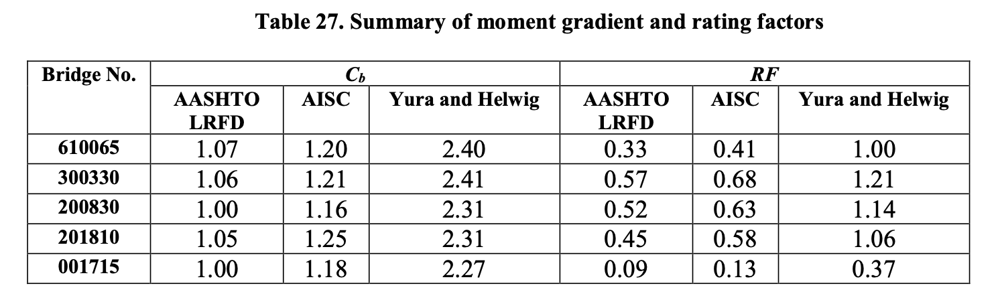 Table 27. Summary of moment gradient and rating factors
Bridge No. Cb RF
AASHTO LRFD AISC Yura and Helwig AASHTO LRFD AISC Yura and Helwig
610065 1.07 1.20 2.40 0.33 0.41 1.00
300330 1.06 1.21 2.41 0.57 0.68 1.21
200830 1.00 1.16 2.31 0.52 0.63 1.14
201810 1.05 1.25 2.31 0.45 0.58 1.06
001715 1.00 1.18 2.27 0.09 0.13 0.37